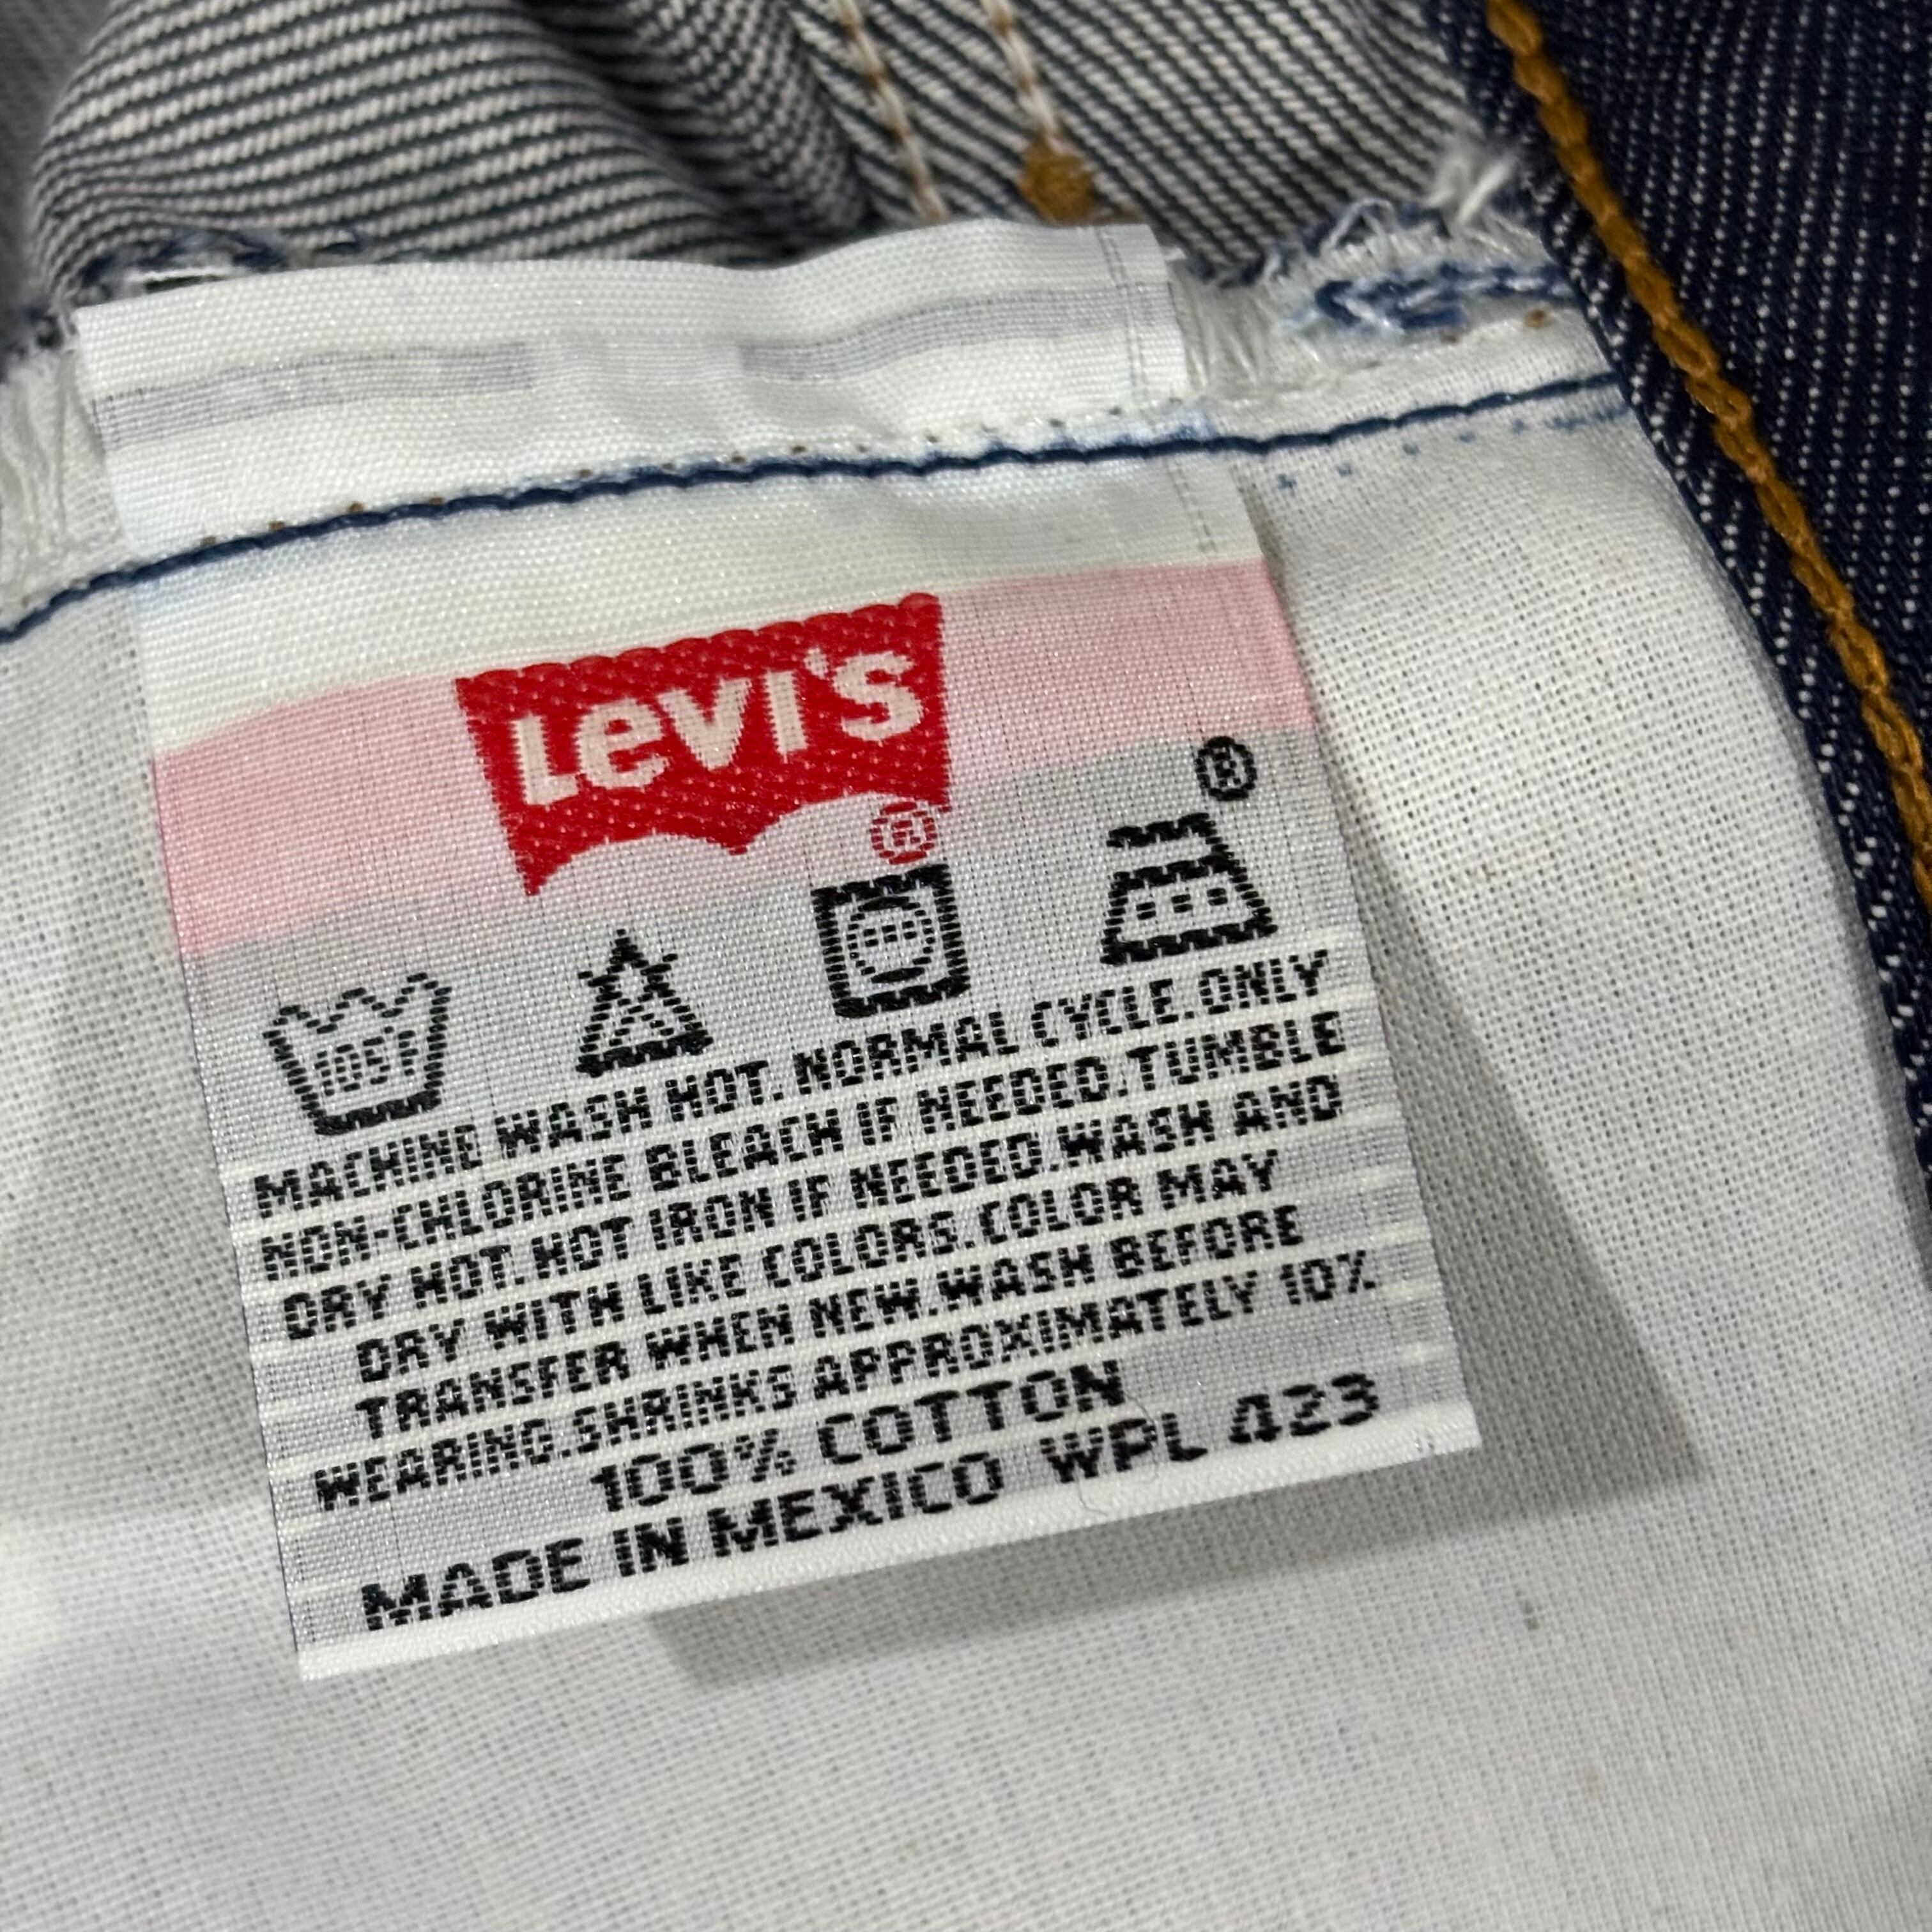 LEVI'S
®
®
105F
MACHINE WASH HOT. NORMAL CYCLE. ONLY
NON-CHLORINE BLEACH IF NEEDED. TUMBLE
DRY HOT. HOT IRON IF NEEDED. WASH AND
DRY WITH LIKE COLORS. COLOR MAY
TRANSFER WHEN NEW. WASH BEFORE
WEARING. SHRINKS APPROXIMATELY 10%
100% COTTON
MADE IN MEXICO WPL 423